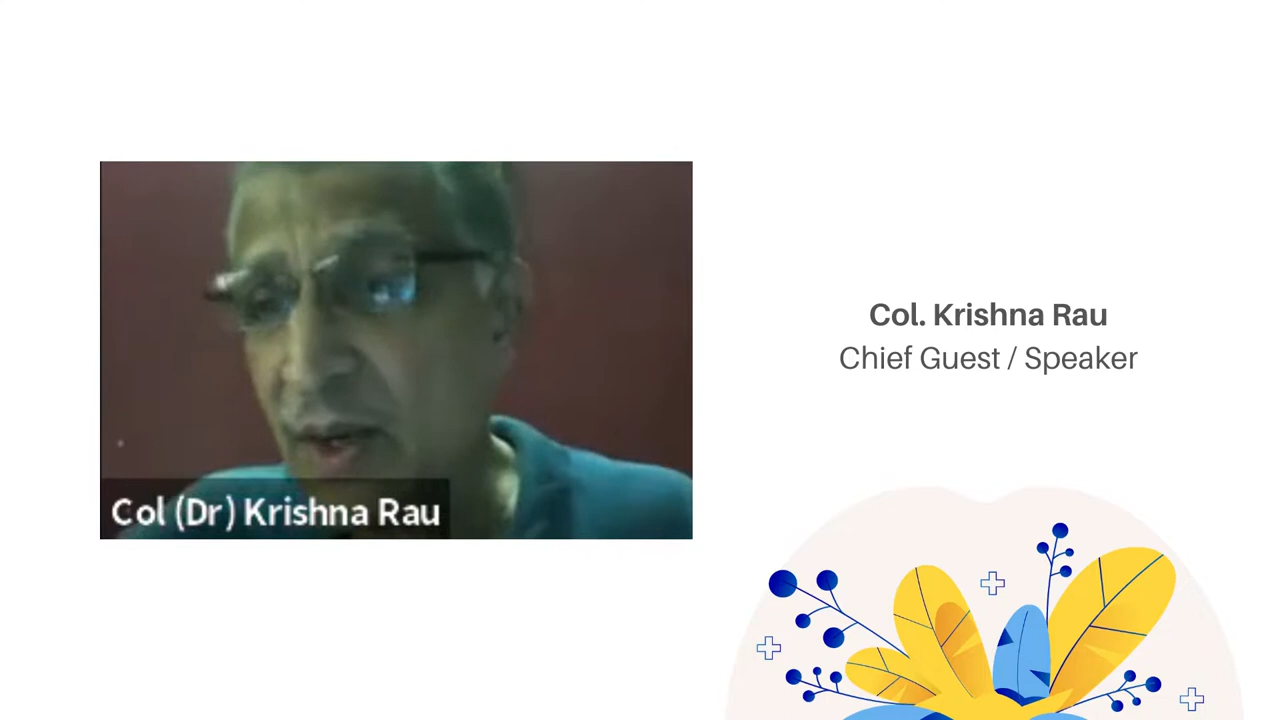 Col. Krishna Rau
Chief Guest / Speaker
Col (Dr) Krishna Rau